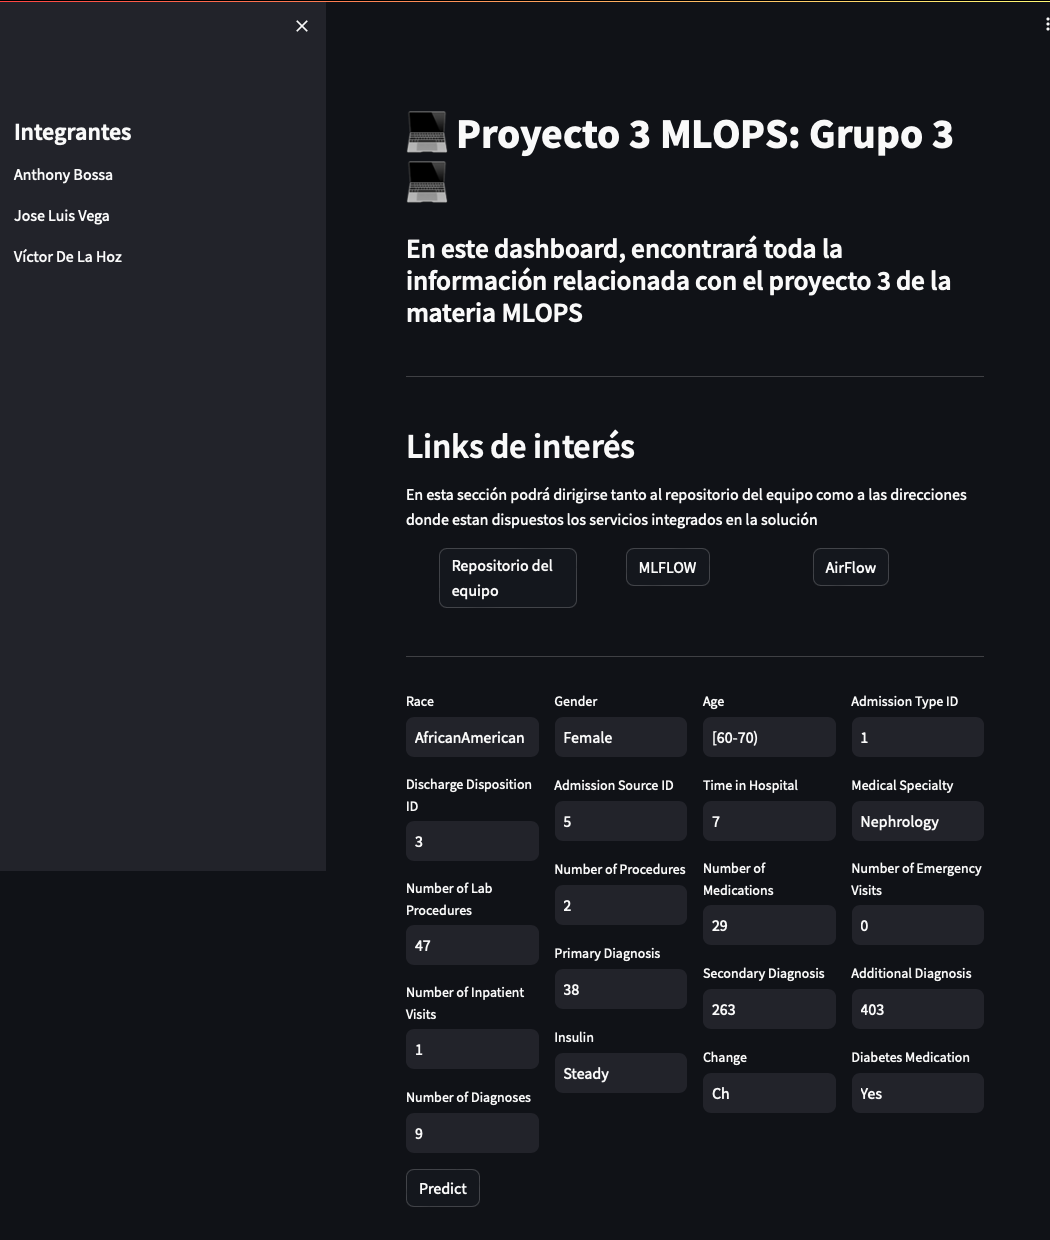 Integrantes
Anthony Bossa
Jose Luis Vega
Víctor De La Hoz
Proyecto 3 MLOPS: Grupo 3
En este dashboard, encontrará toda la
información relacionada con el proyecto 3 de la
materia MLOPS
Links de interés
En esta sección podrá dirigirse tanto al repositorio del equipo como a las direcciones
donde estan dispuestos los servicios integrados en la solución
Repositorio del
equipo
MLFLOW
AirFlow
Race
AfricanAmerican
Discharge Disposition
ID
3
Number of Lab
Procedures
47
Number of Inpatient
Visits
1
Number of Diagnoses
9
Gender
Female
Admission Source ID
5
Number of Procedures
2
Primary Diagnosis
38
Insulin
Steady
Age
[60-70)
Time in Hospital
7
Number of
Medications
29
Secondary Diagnosis
263
Change
Ch
Admission Type ID
1
Medical Specialty
Nephrology
Number of Emergency
Visits
0
Additional Diagnosis
403
Diabetes Medication
Yes
Predict